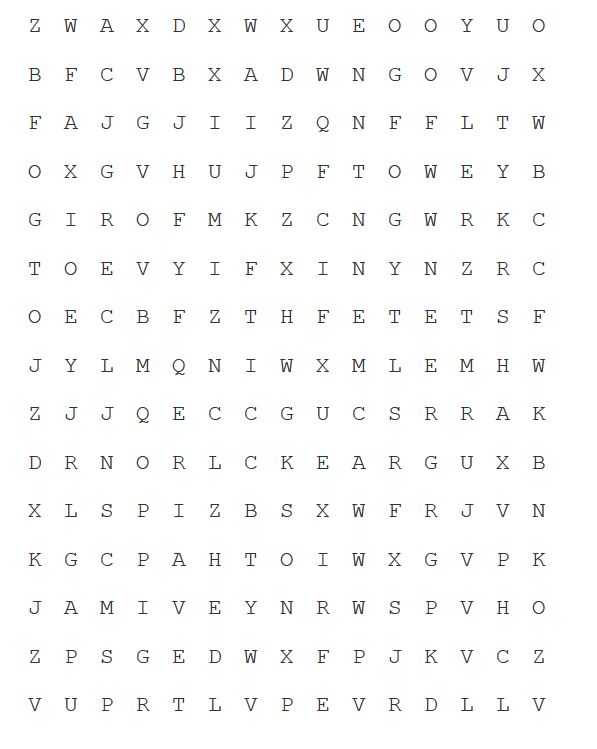 Z W A X D X W X U E O O Y U O
B F C V B X A D W N G O V J X
F A J G J I I Z Q N F F L T W
O X G V H U J P F T O W E Y B
G I R O F M K Z C N G W R K C
T O E V Y I F X I N Y N Z R C
O E C B F Z T H F E T E T S F
J Y L M Q N I W X M L E M H W
Z J J Q E C C G U C S R R A K
D R N O R L C K E A R G U X B
X L S P I Z B S X W F R J V N
K G C P A H T O I W X G V P K
J A M I V E Y N R W S P V H O
Z P S G E D W X F P J K V C Z
V U P R T L V P E V R D L L V